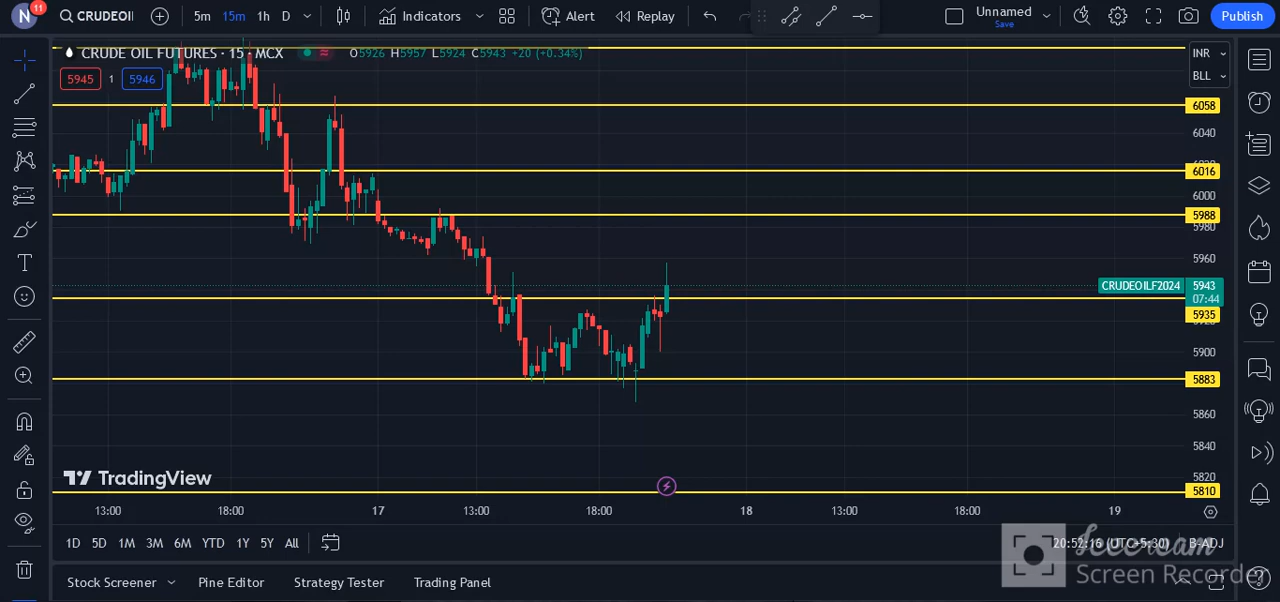 N 11 CRUDEOI 5m 15m 1h D Indicators Alert Replay Unnamed Save Publish
CRUDE OIL FUTURES · 15 · MCX O5926 H5957 L5924 C5943 +20 (+0.34%) INR
5945 1 5946 BLL
6058
6040
6016
6000
5988
5980
5960
CRUDEOILF2024 5943
07:44
5935
5900
5883
5860
5840
TradingView 5820
5810
13:00 18:00 17 13:00 18:00 18 13:00 18:00 19
1D 5D 1M 3M 6M YTD 1Y 5Y All 20:52:16 (UTC+5:30) B-ADJ
Icecream
Screen Recorder
Stock Screener Pine Editor Strategy Tester Trading Panel